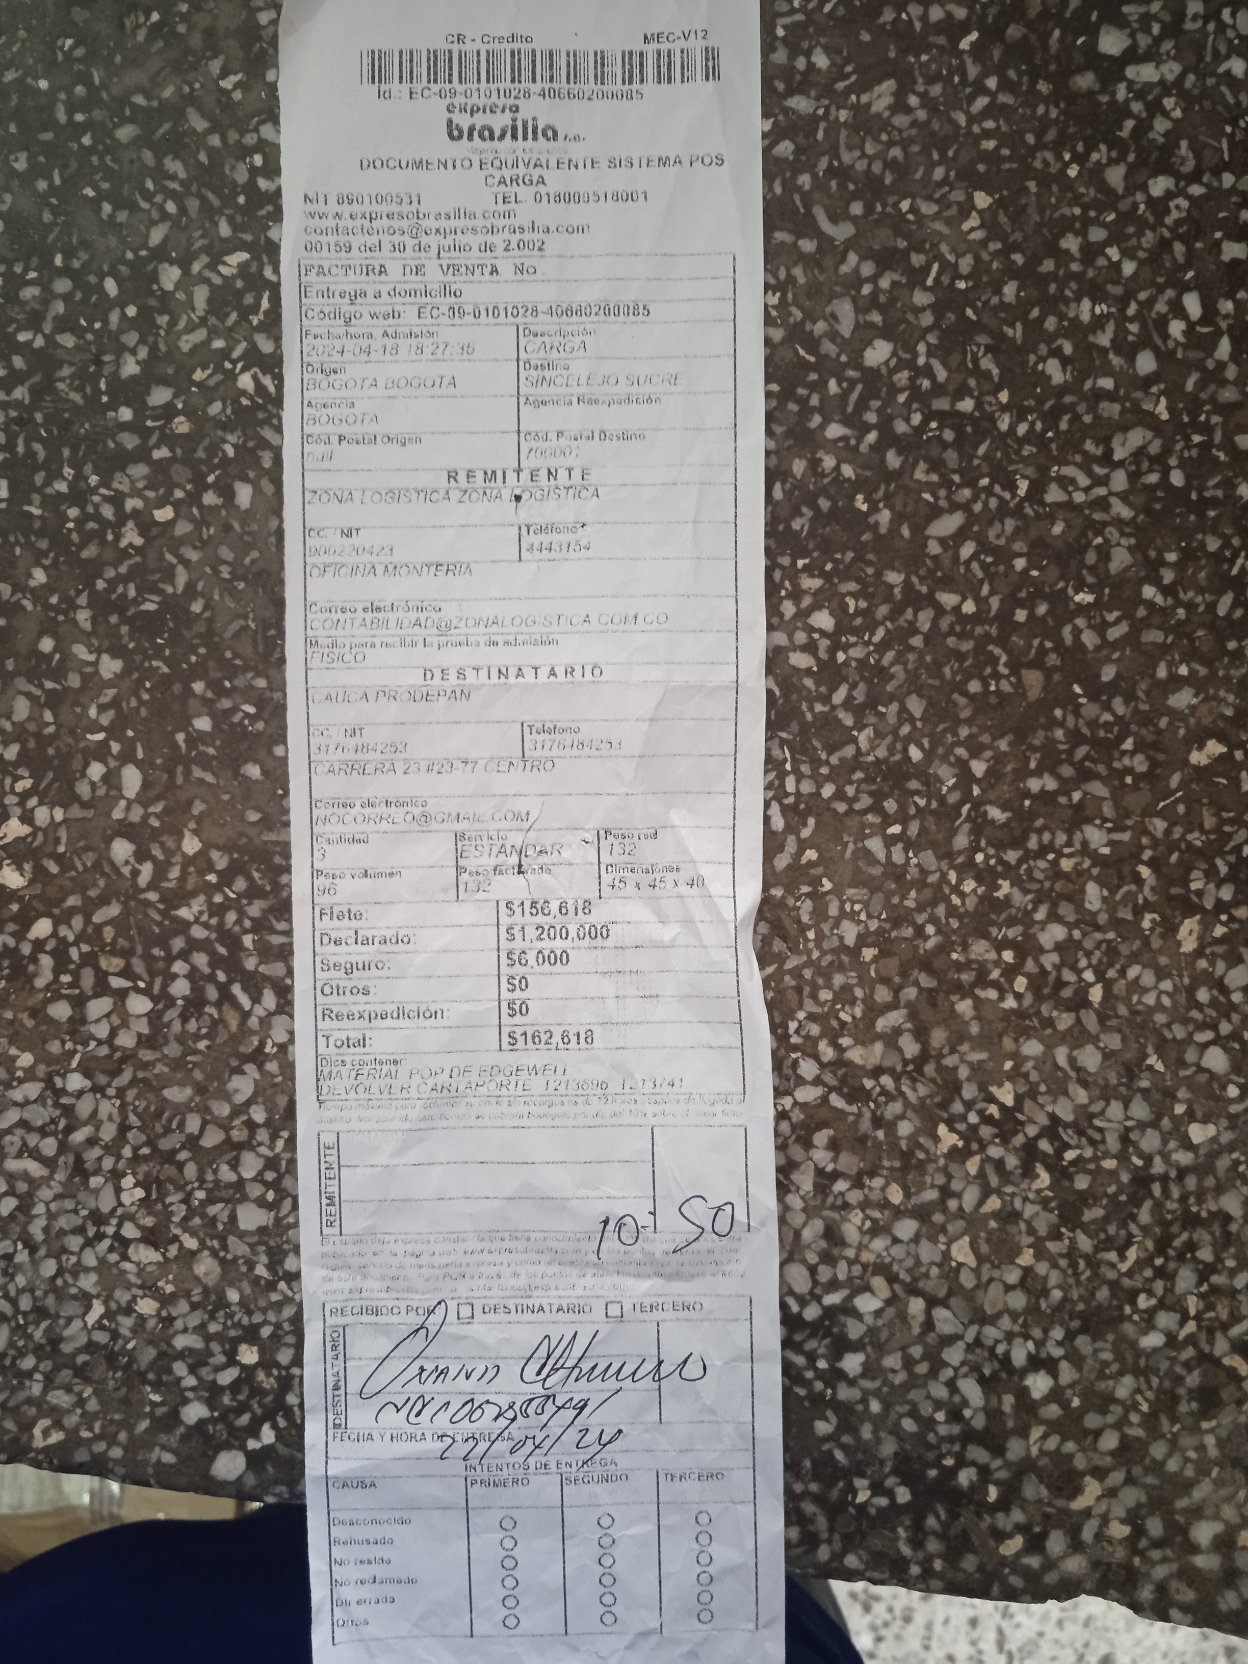 CR - Credito MEC-V12
Id.: EC-09-0101028-40660200085
expreso
brasilia s.a.
DOCUMENTO EQUIVALENTE SISTEMA POS
CARGA
NIT 890100531 TEL. 018000518001
www.expresobrasilia.com
contactenos@expresobrasilia.com
00159 del 30 de julio de 2.002
FACTURA DE VENTA No.
Entrega a domicilio
Código web: EC-09-0101028-40660200085
Fecha/hora. Admisión Descripción
2024-04-18 18:27:36 CARGA
Origen Destino
BOGOTA BOGOTA SINCELEJO SUCRE
Agencia Agencia Reexpedición
BOGOTA
Cód. Postal Origen Cód. Postal Destino
null 700001
REMITENTE
ZONA LOGISTICA ZONA LOGISTICA
CC. / NIT Teléfono
900220423 4443154
OFICINA MONTERIA
Correo electrónico
CONTABILIDAD@ZONALOGISTICA.COM.CO
Medio para recibir la prueba de admisión
FISICO
DESTINATARIO
CAUCA PRODEPAN
CC. / NIT Telefono
3176484253 3176484253
CARRERA 23 #23-77 CENTRO
Correo electrónico
NOCORREO@GMAIL.COM
Cantidad Servicio Peso real
3 ESTANDAR 132
Peso volumen Peso facturado Dimensiones
96 132 45 x 45 x 40
Flete: $156,618
Declarado: $1,200,000
Seguro: $6,000
Otros: $0
Reexpedición: $0
Total: $162,618
Dice contener
MATERIAL POP DE EDGEWELL
DEVOLVER CARTAPORTE 1213696 1213741
REMITENTE
10: 50
RECIBIDO POR DESTINATARIO TERCERO
DESTINATARIO
FECHA Y HORA DE ENTREGA
22/04/24
INTENTOS DE ENTREGA
CAUSA PRIMERO SEGUNDO TERCERO
Desconocido
Rehusado
No reside
No reclamado
Dir errada
Otros